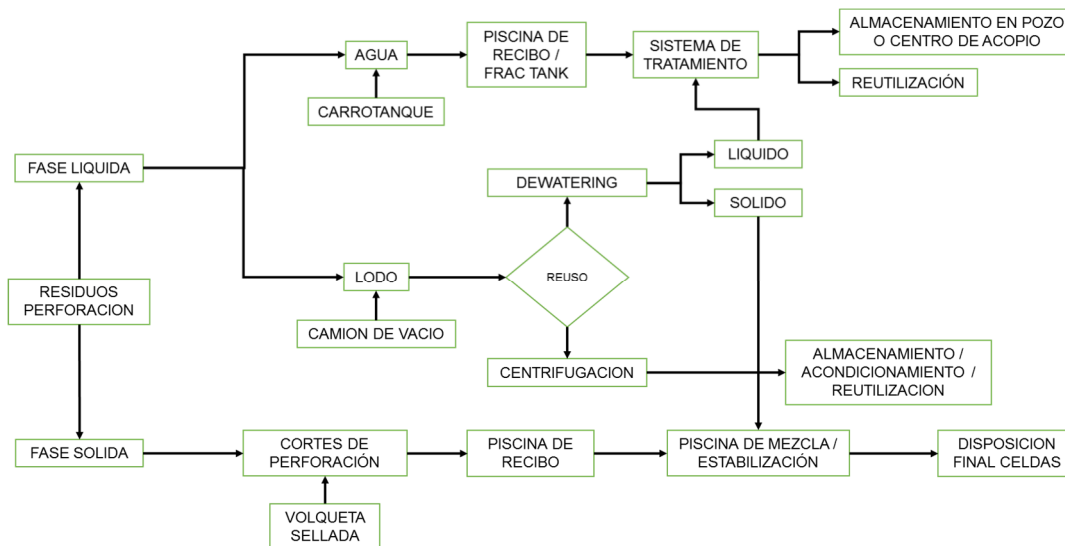 ALMACENAMIENTO EN POZO
O CENTRO DE ACOPIO
AGUA
PISCINA DE
RECIBO /
FRAC TANK
SISTEMA DE
TRATAMIENTO
REUTILIZACIÓN
CARROTANQUE
LIQUIDO
FASE LIQUIDA
DEWATERING
SOLIDO
LODO
REUSO
RESIDUOS
PERFORACION
CAMION DE VACIO
CENTRIFUGACION
ALMACENAMIENTO /
ACONDICIONAMIENTO /
REUTILIZACION
FASE SOLIDA
CORTES DE
PERFORACIÓN
PISCINA DE
RECIBO
PISCINA DE MEZCLA /
ESTABILIZACIÓN
DISPOSICION
FINAL CELDAS
VOLQUETA
SELLADA